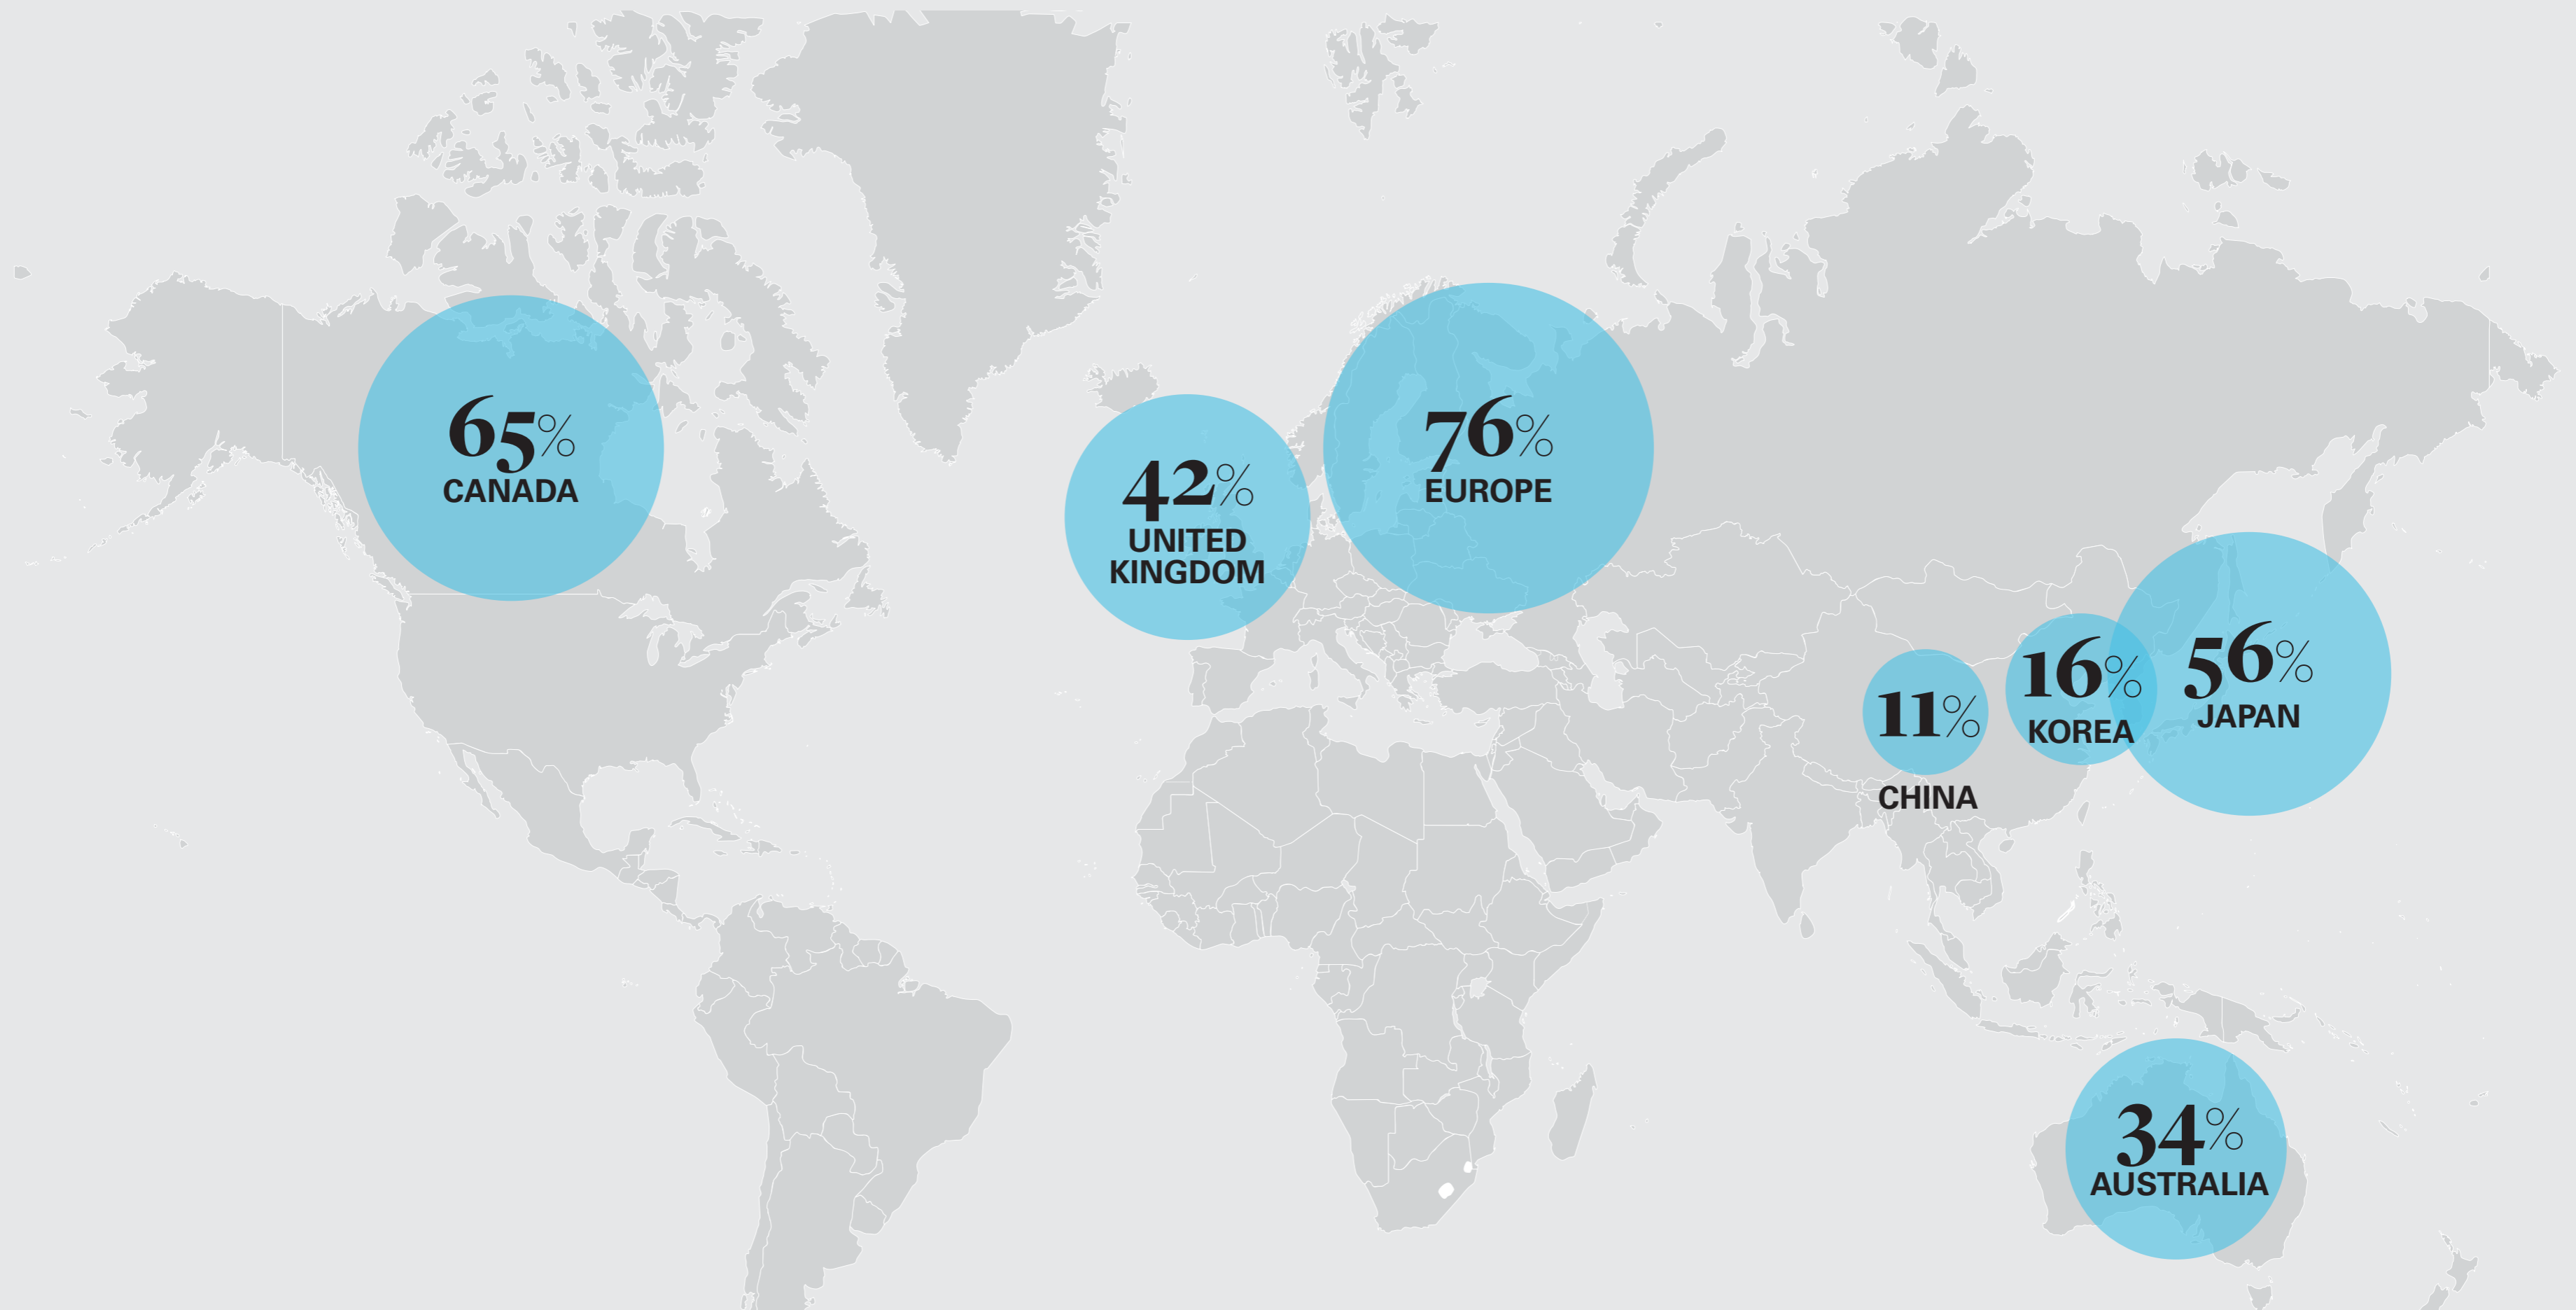 65%
CANADA
42%
UNITED
KINGDOM
76%
EUROPE
11%
CHINA
16%
KOREA
56%
JAPAN
34%
AUSTRALIA